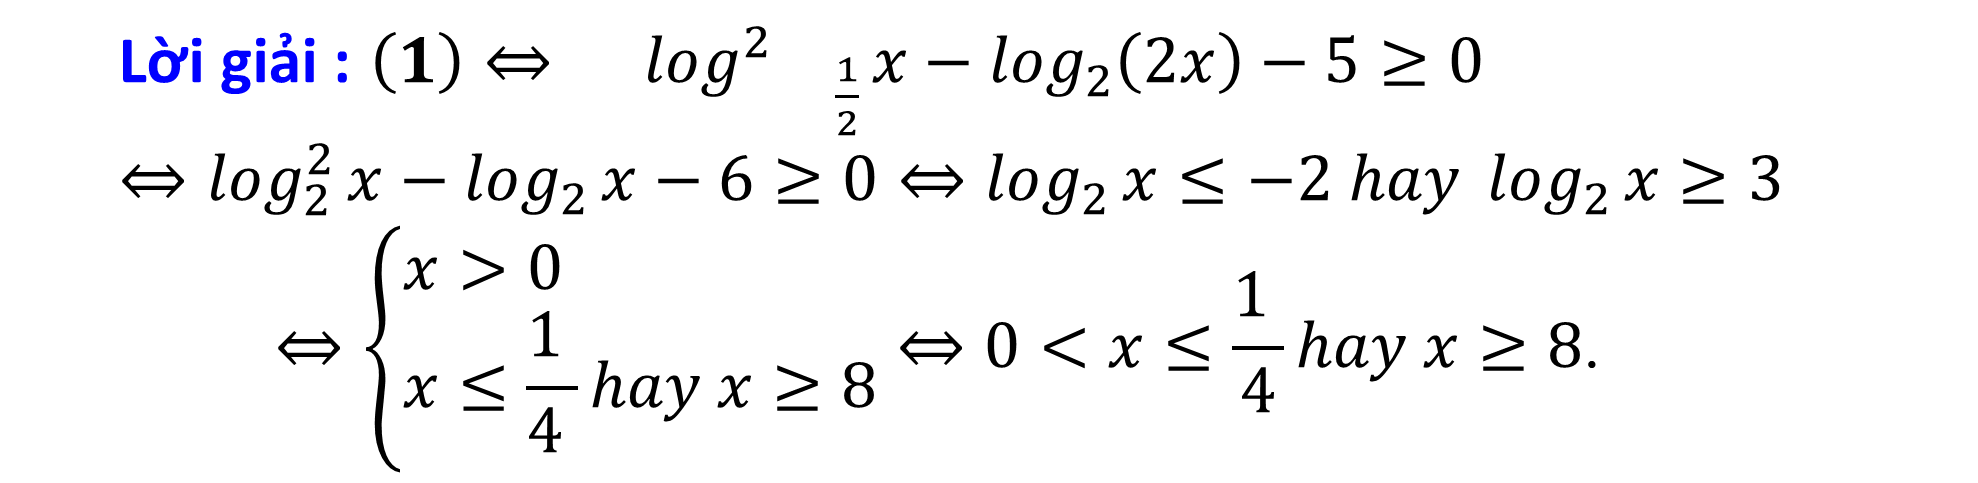 Lời giải : (1) ⇔ log² 1/2 x − log₂(2x) − 5 ≥ 0
⇔ log₂² x − log₂ x − 6 ≥ 0 ⇔ log₂ x ≤ −2 hay log₂ x ≥ 3
⇔ { x > 0
x ≤ 1/4 hay x ≥ 8 ⇔ 0 < x ≤ 1/4 hay x ≥ 8.